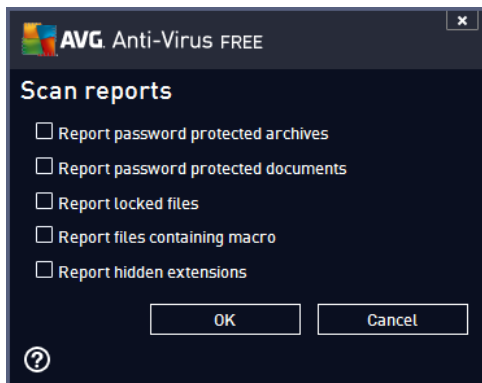 AVG. Anti-Virus FREE
x
Scan reports
Report password protected archives
Report password protected documents
Report locked files
Report files containing macro
Report hidden extensions
OK
Cancel
?